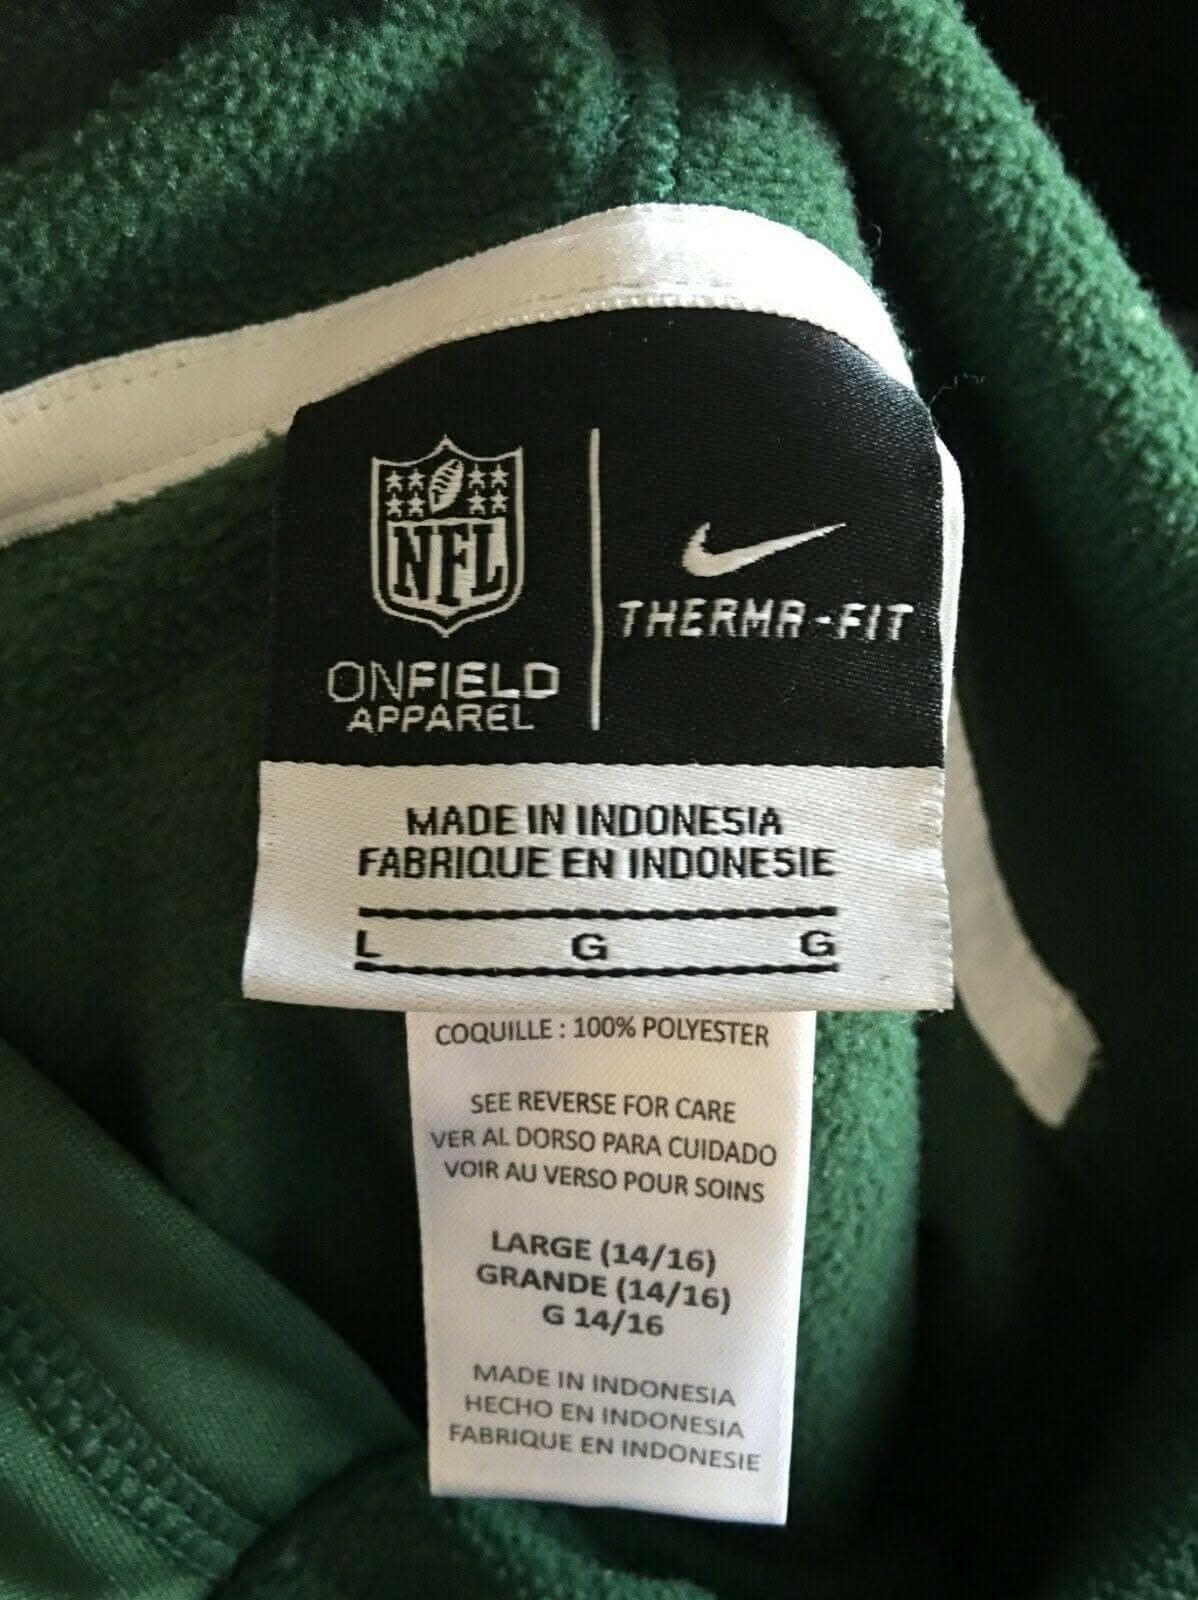 NFL
ONFIELD
APPAREL
THERMA-FIT
MADE IN INDONESIA
FABRIQUE EN INDONESIE
L G G
COQUILLE : 100% POLYESTER
SEE REVERSE FOR CARE
VER AL DORSO PARA CUIDADO
VOIR AU VERSO POUR SOINS
LARGE (14/16)
GRANDE (14/16)
G 14/16
MADE IN INDONESIA
HECHO EN INDONESIA
FABRIQUE EN INDONESIE